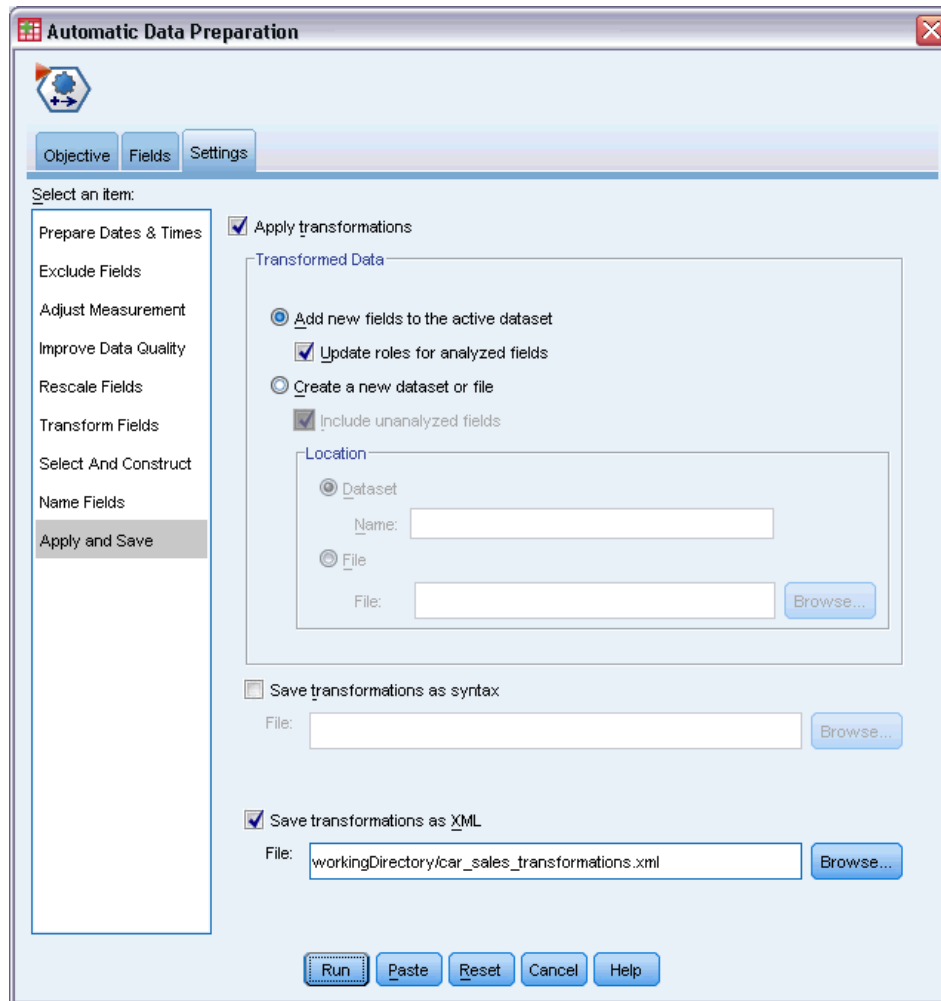 Automatic Data Preparation
Objective Fields Settings
Select an item:
Prepare Dates & Times
Exclude Fields
Adjust Measurement
Improve Data Quality
Rescale Fields
Transform Fields
Select And Construct
Name Fields
Apply and Save
Apply transformations
Transformed Data
Add new fields to the active dataset
Update roles for analyzed fields
Create a new dataset or file
Include unanalyzed fields
Location
Dataset
Name:
File
File: Browse...
Save transformations as syntax
File: Browse...
Save transformations as XML
File: workingDirectory/car_sales_transformations.xml Browse...
Run Paste Reset Cancel Help